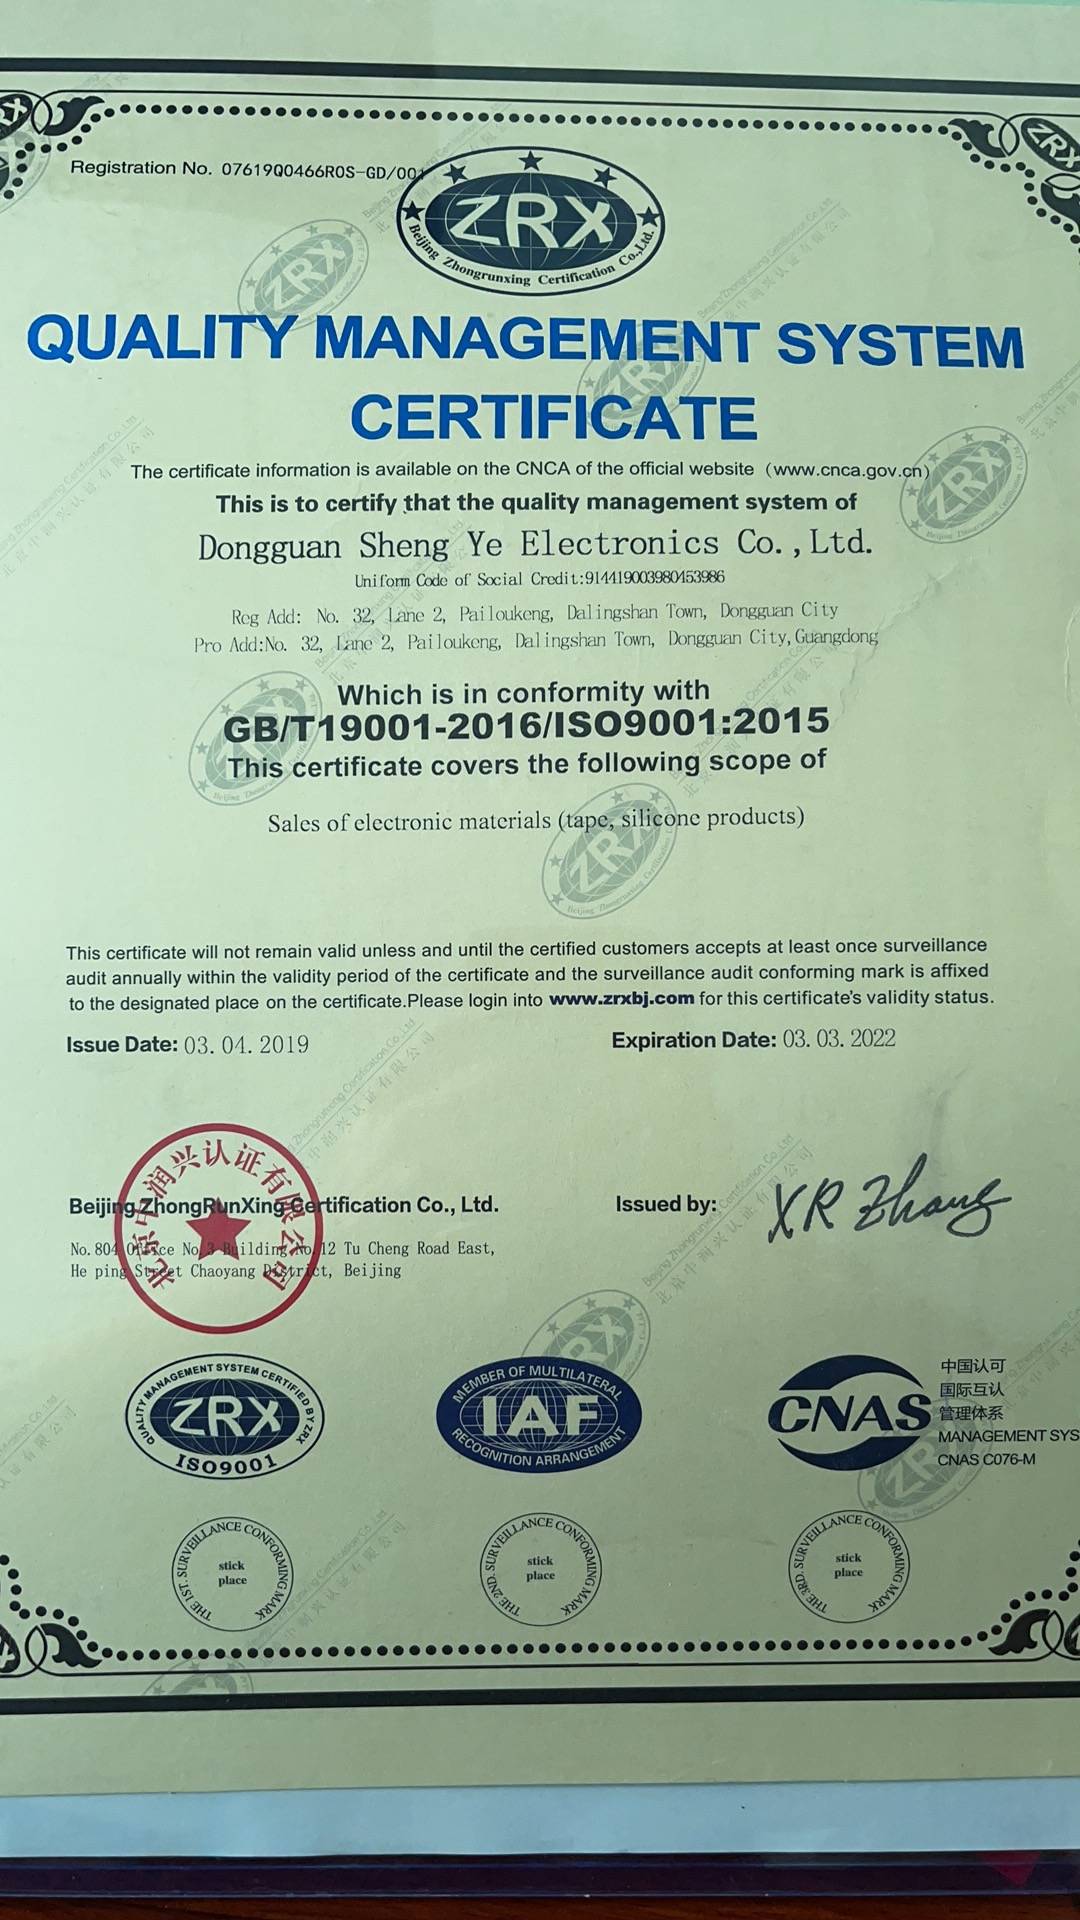 Registration No. 07619Q0466R0S-GD/001
ZRX
Beijing Zhongrunxing Certification Co.,Ltd.
QUALITY MANAGEMENT SYSTEM
CERTIFICATE
The certificate information is available on the CNCA of the official website (www.cnca.gov.cn)
This is to certify that the quality management system of
Dongguan Sheng Ye Electronics Co.,Ltd.
Uniform Code of Social Credit:914419003980453986
Reg Add: No. 32, Lane 2, Pailoukeng, Dalingshan Town, Dongguan City
Pro Add:No. 32, Lane 2, Pailoukeng, Dalingshan Town, Dongguan City,Guangdong
Which is in conformity with
GB/T19001-2016/ISO9001:2015
This certificate covers the following scope of
Sales of electronic materials (tape, silicone products)
This certificate will not remain valid unless and until the certified customers accepts at least once surveillance
audit annually within the validity period of the certificate and the surveillance audit conforming mark is affixed
to the designated place on the certificate.Please login into www.zrxbj.com for this certificate's validity status.
Issue Date: 03. 04. 2019
Expiration Date: 03. 03. 2022
北京中润兴认证有限公司
Beijing ZhongRunXing Certification Co., Ltd.
Issued by: XR Zhang
No. 804 Office No. 3 Building, No. 12 Tu Cheng Road East,
He ping Street Chaoyang District, Beijing
QUALITY MANAGEMENT SYSTEM CERTIFIED BY ZRX
ZRX
ISO9001
MEMBER OF MULTILATERAL
IAF
RECOGNITION ARRANGEMENT
CNAS
中国认可
国际互认
管理体系
MANAGEMENT SYS
CNAS C076-M
THE 1ST. SURVEILLANCE CONFORMING MARK
stick
place
THE 2ND. SURVEILLANCE CONFORMING MARK
stick
place
THE 3RD. SURVEILLANCE CONFORMING MARK
stick
place